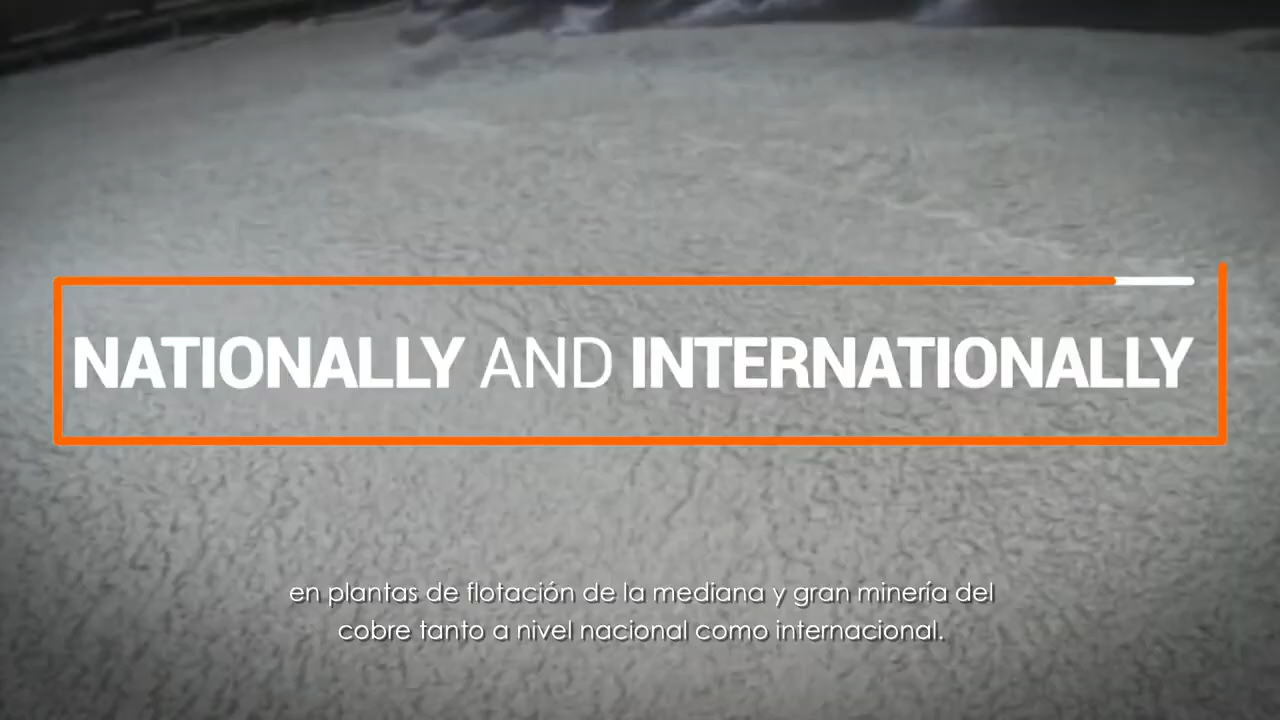 NATIONALLY AND INTERNATIONALLY
en plantas de flotación de la mediana y gran minería del
cobre tanto a nivel nacional como internacional.